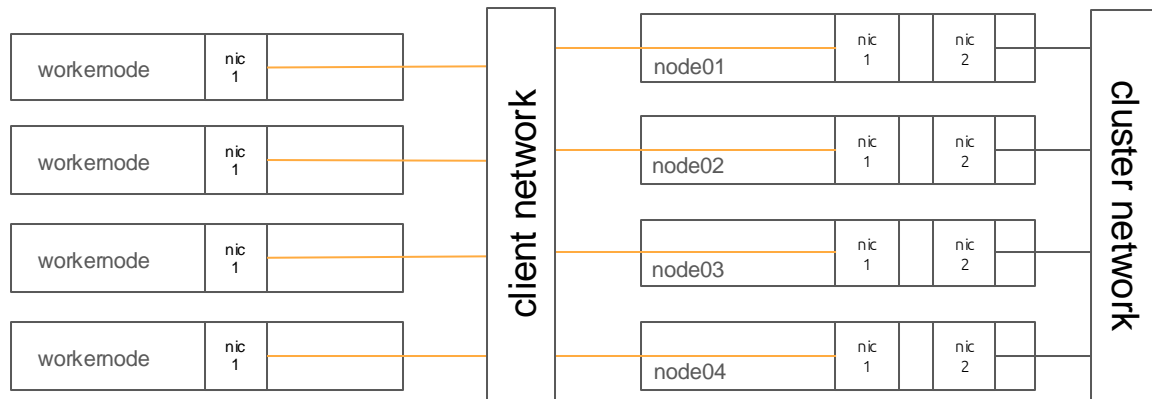 workernode
nic
1
workernode
nic
1
workernode
nic
1
workernode
nic
1
client network
node01
nic
1
nic
2
node02
nic
1
nic
2
node03
nic
1
nic
2
node04
nic
1
nic
2
cluster network